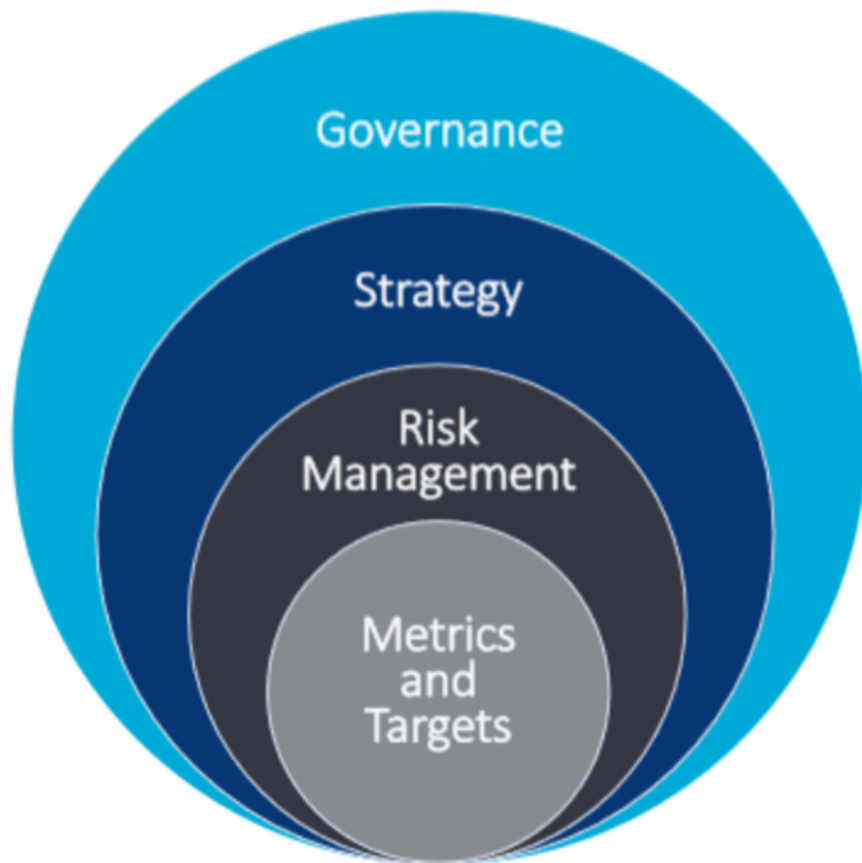 Governance
Strategy
Risk
Management
Metrics
and
Targets